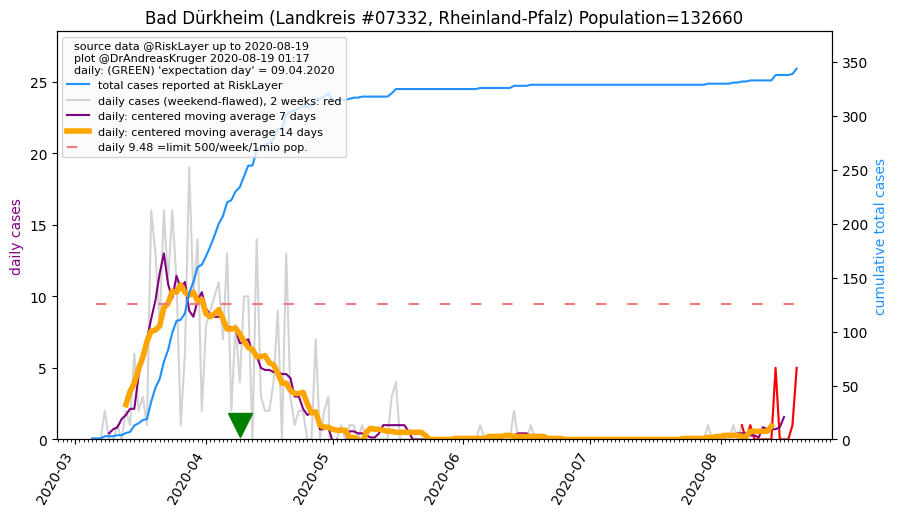 Bad Dürkheim (Landkreis #07332, Rheinland-Pfalz) Population=132660
source data @RiskLayer up to 2020-08-19
plot @DrAndreasKruger 2020-08-19 01:17
daily: (GREEN) 'expectation day' = 09.04.2020
total cases reported at RiskLayer
daily cases (weekend-flawed), 2 weeks: red
daily: centered moving average 7 days
daily: centered moving average 14 days
daily 9.48 =limit 500/week/1mio pop.
daily cases
0
5
10
15
20
25
cumulative total cases
0
50
100
150
200
250
300
350
2020-03
2020-04
2020-05
2020-06
2020-07
2020-08